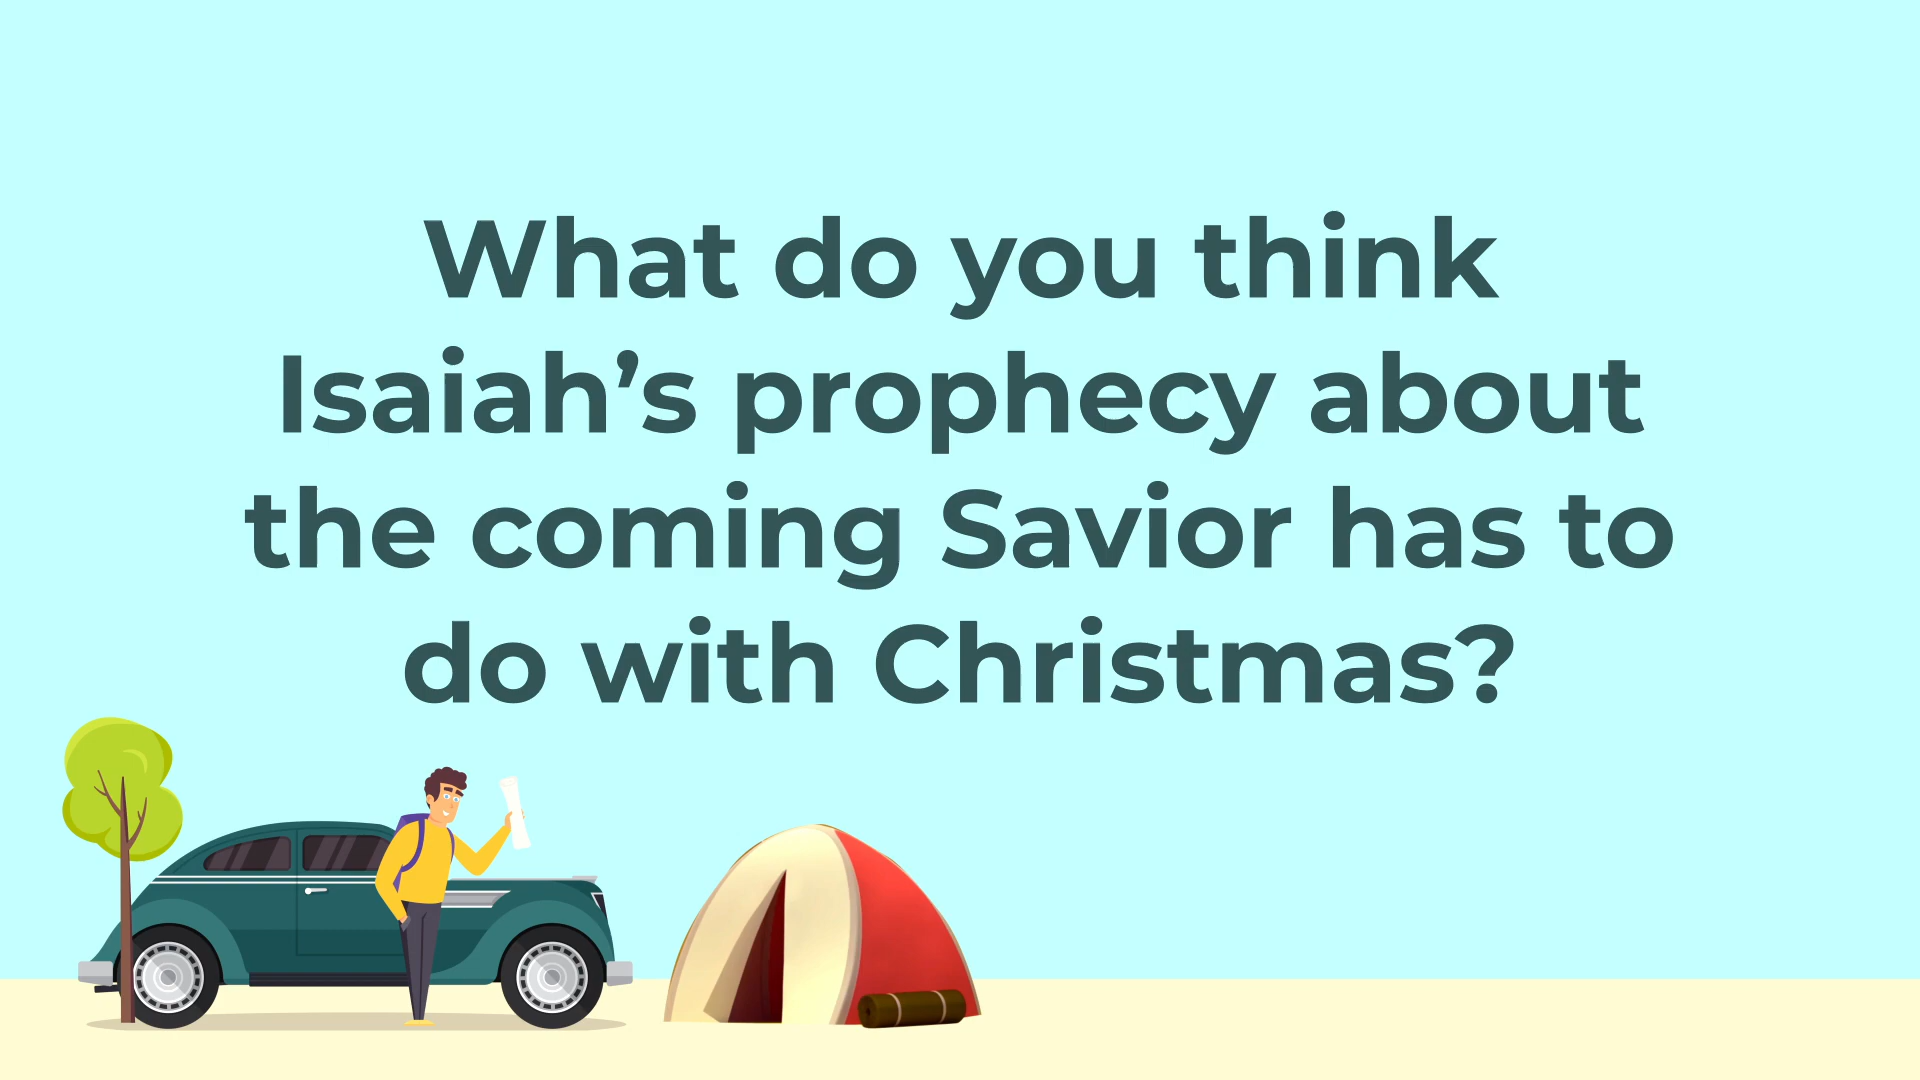 What do you think
Isaiah’s prophecy about
the coming Savior has to
do with Christmas?